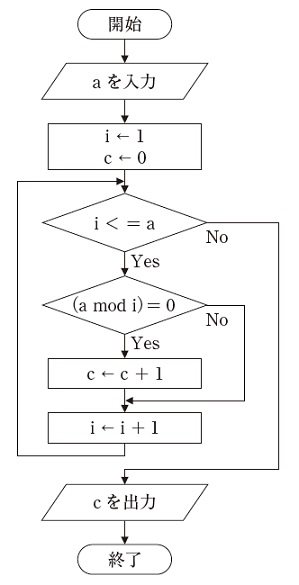 開始
aを入力
i ← 1
c ← 0
i < = a
No
Yes
(a mod i) = 0
No
Yes
c ← c + 1
i ← i + 1
cを出力
終了